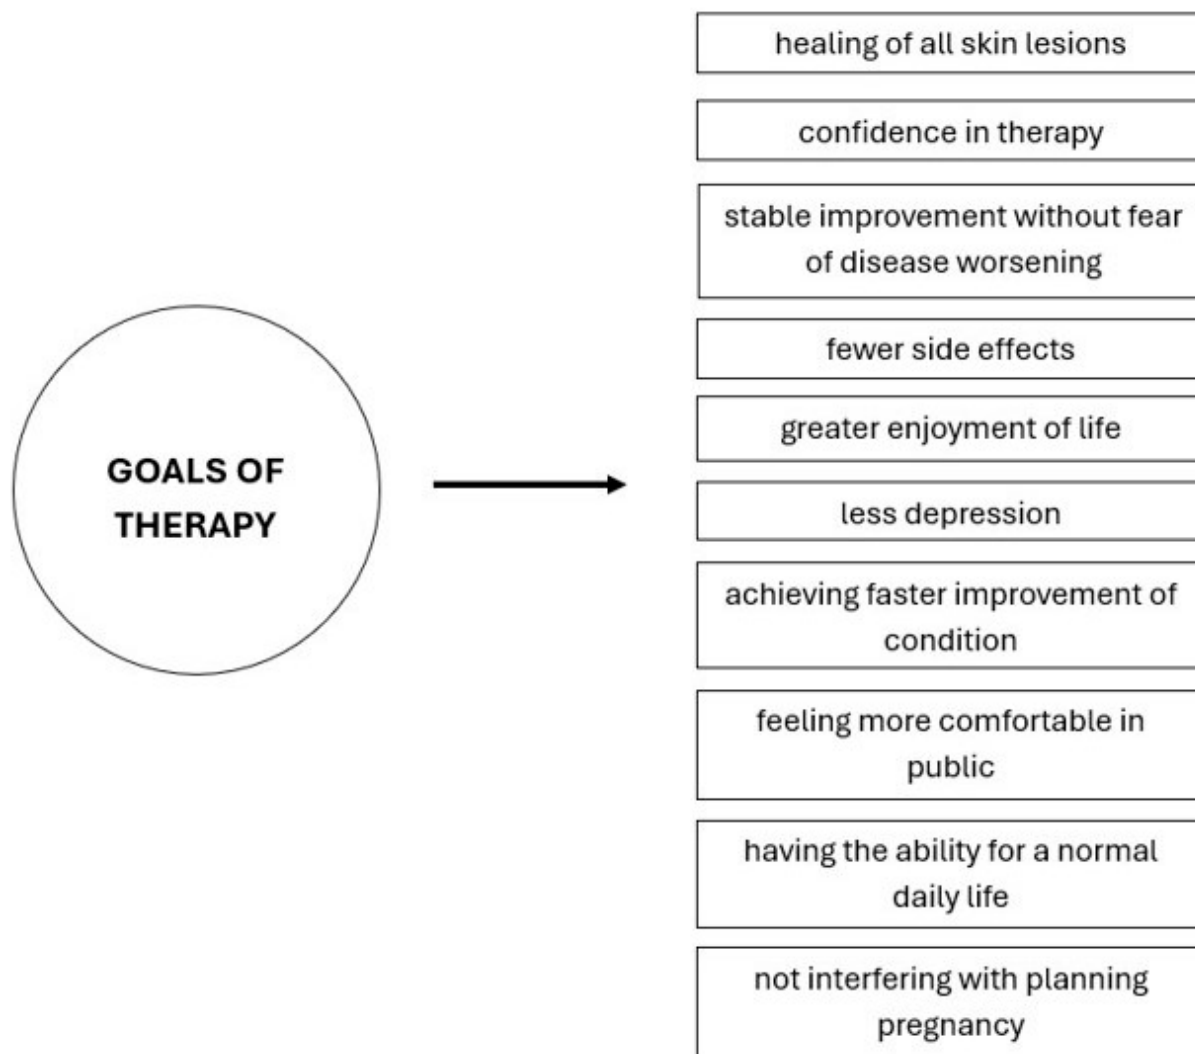 healing of all skin lesions
confidence in therapy
stable improvement without fear
of disease worsening
fewer side effects
greater enjoyment of life
GOALS OF
THERAPY
less depression
achieving faster improvement of
condition
feeling more comfortable in
public
having the ability for a normal
daily life
not interfering with planning
pregnancy